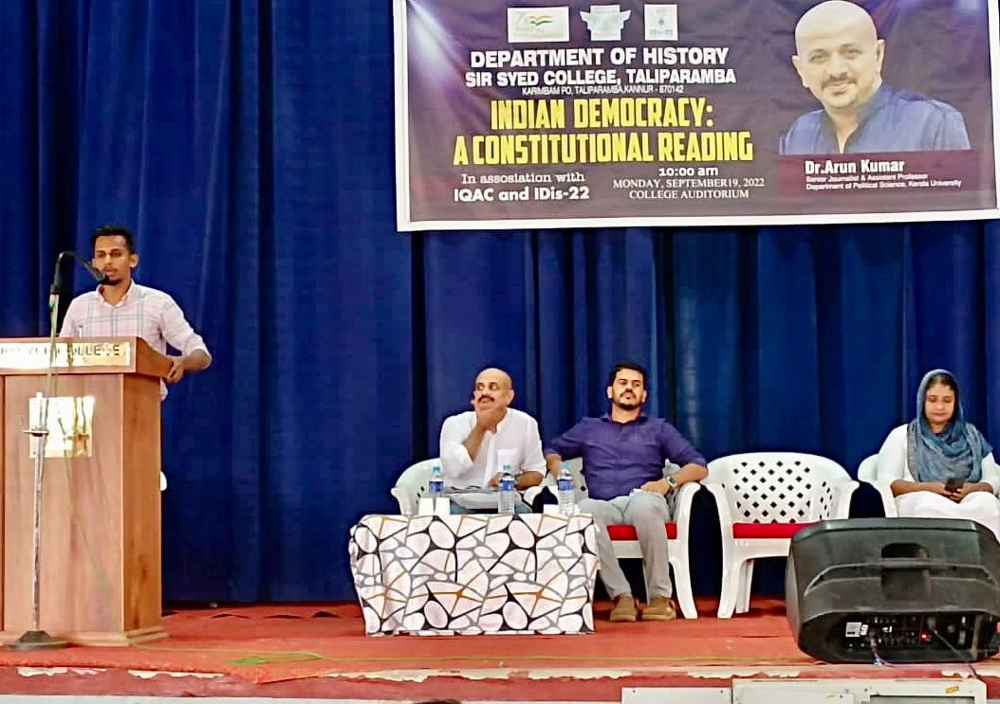 DEPARTMENT OF HISTORY
SIR SYED COLLEGE, TALIPARAMBA
KARIMBAM PO, TALIPARAMBA,KANNUR - 670142
INDIAN DEMOCRACY:
A CONSTITUTIONAL READING
In assosiation with
IQAC and IDis-22
10:00 am
MONDAY, SEPTEMBER19, 2022
COLLEGE AUDITORIUM
Dr.Arun Kumar
Senior Journalist & Assistant Professor
Department of Political Science, Kerala University
COLLEGE